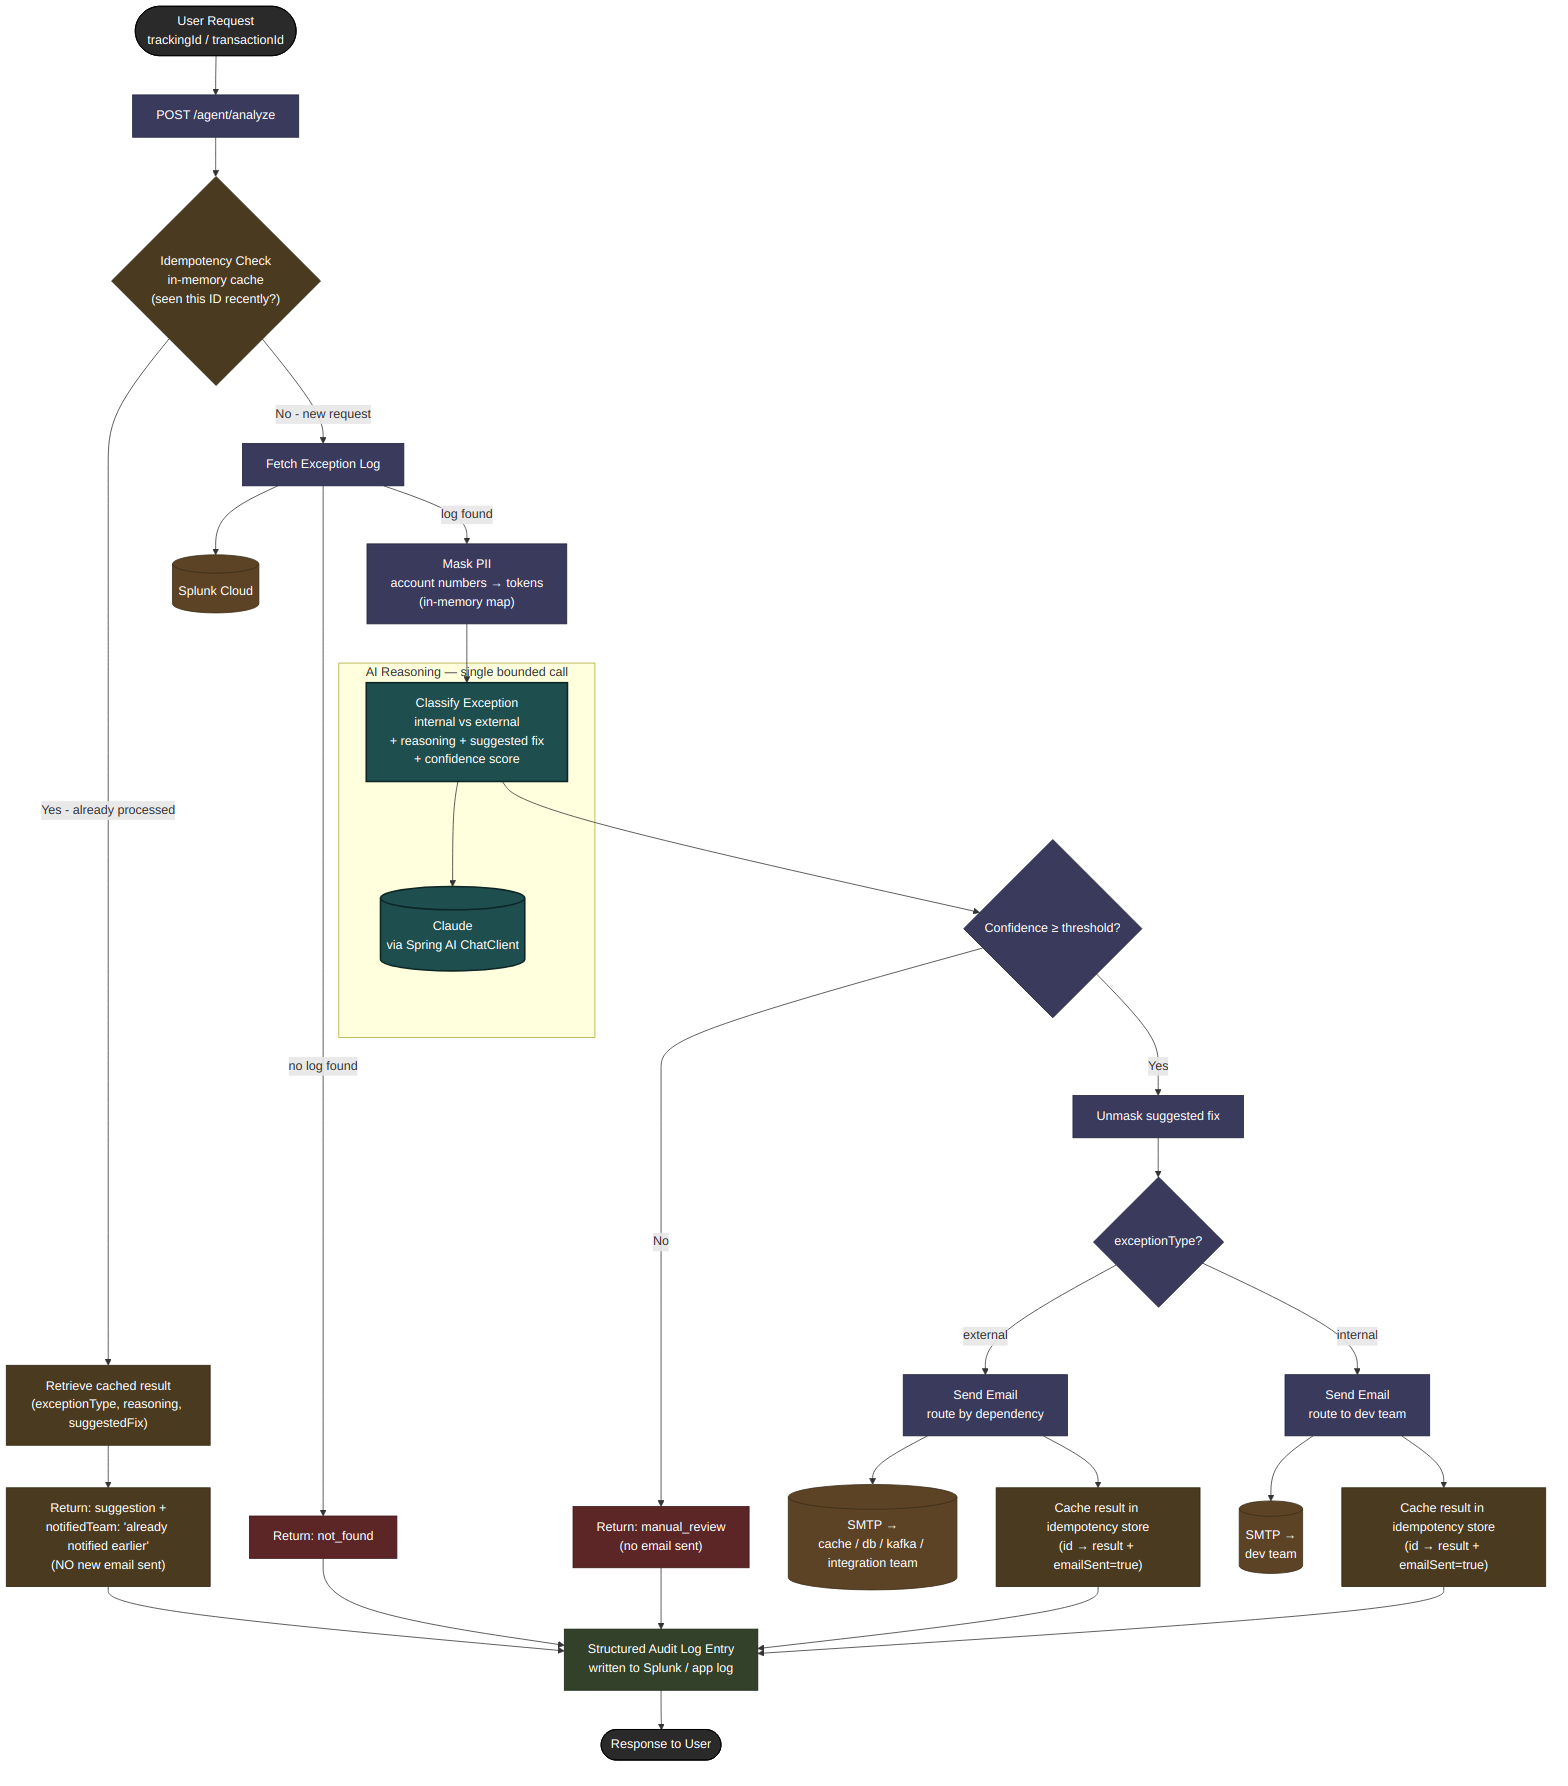 User Request
trackingId / transactionId
POST /agent/analyze
Idempotency Check
in-memory cache
(seen this ID recently?)
No - new request
Fetch Exception Log
log found
Splunk Cloud
Mask PII
account numbers → tokens
(in-memory map)
AI Reasoning — single bounded call
Classify Exception
internal vs external
+ reasoning + suggested fix
+ confidence score
Yes - already processed
Claude
via Spring AI ChatClient
Confidence ≥ threshold?
no log found
Yes
Unmask suggested fix
No
exceptionType?
external
internal
Retrieve cached result
(exceptionType, reasoning,
suggestedFix)
Send Email
route by dependency
Send Email
route to dev team
Return: suggestion +
notifiedTeam: 'already
notified earlier'
(NO new email sent)
Return: not_found
Return: manual_review
(no email sent)
SMTP →
cache / db / kafka /
integration team
Cache result in
idempotency store
(id → result +
emailSent=true)
SMTP →
dev team
Cache result in
idempotency store
(id → result +
emailSent=true)
Structured Audit Log Entry
written to Splunk / app log
Response to User